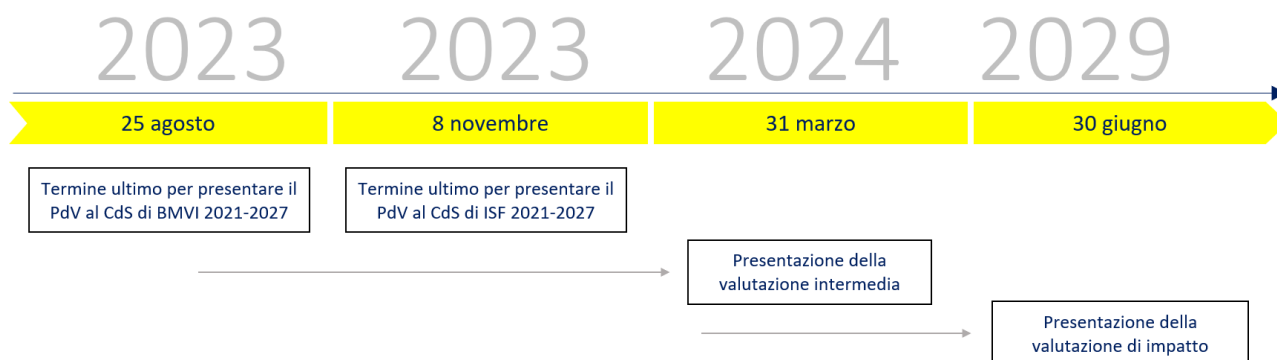 2023 2023 2024 2029
25 agosto 8 novembre 31 marzo 30 giugno
Termine ultimo per presentare il
PdV al CdS di BMVI 2021-2027
Termine ultimo per presentare il
PdV al CdS di ISF 2021-2027
Presentazione della
valutazione intermedia
Presentazione della
valutazione di impatto